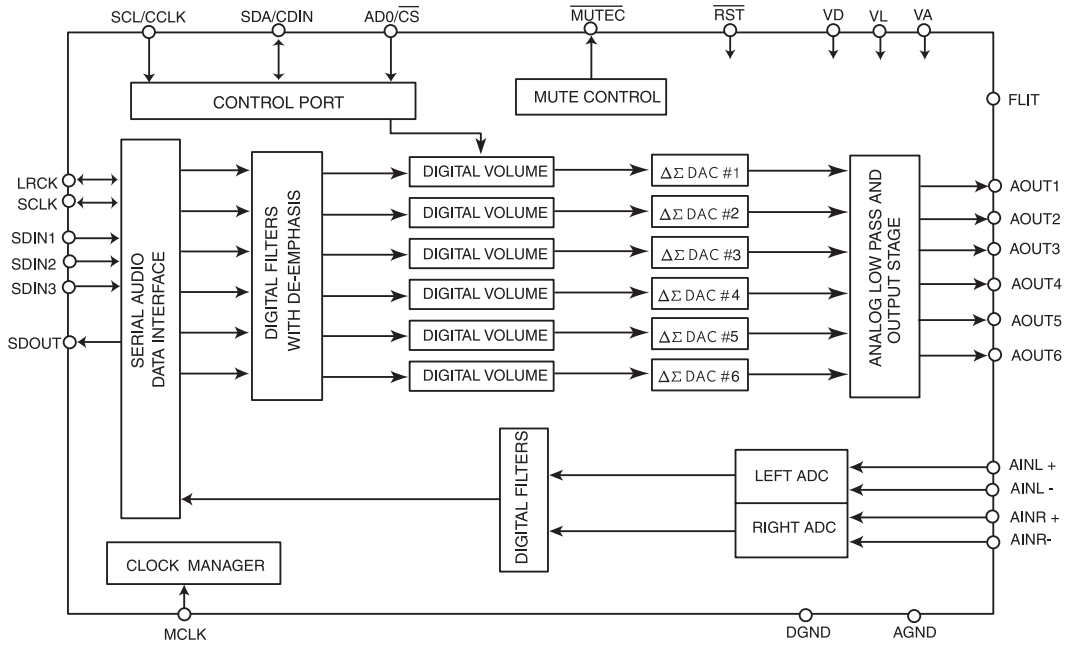 SCL/CCLK
SDA/CDIN
AD0/CS
MUTEC
RST
VD
VL
VA
CONTROL PORT
MUTE CONTROL
FLIT
LRCK
SCLK
SDIN1
SDIN2
SDIN3
SDOUT
SERIAL AUDIO
DATA INTERFACE
DIGITAL FILTERS
WITH DE-EMPHASIS
DIGITAL VOLUME
DIGITAL VOLUME
DIGITAL VOLUME
DIGITAL VOLUME
DIGITAL VOLUME
DIGITAL VOLUME
ΔΣ DAC #1
ΔΣ DAC #2
ΔΣ DAC #3
ΔΣ DAC #4
ΔΣ DAC #5
ΔΣ DAC #6
ANALOG LOW PASS AND
OUTPUT STAGE
AOUT1
AOUT2
AOUT3
AOUT4
AOUT5
AOUT6
DIGITAL FILTERS
LEFT ADC
RIGHT ADC
AINL +
AINL -
AINR +
AINR-
CLOCK MANAGER
MCLK
DGND
AGND